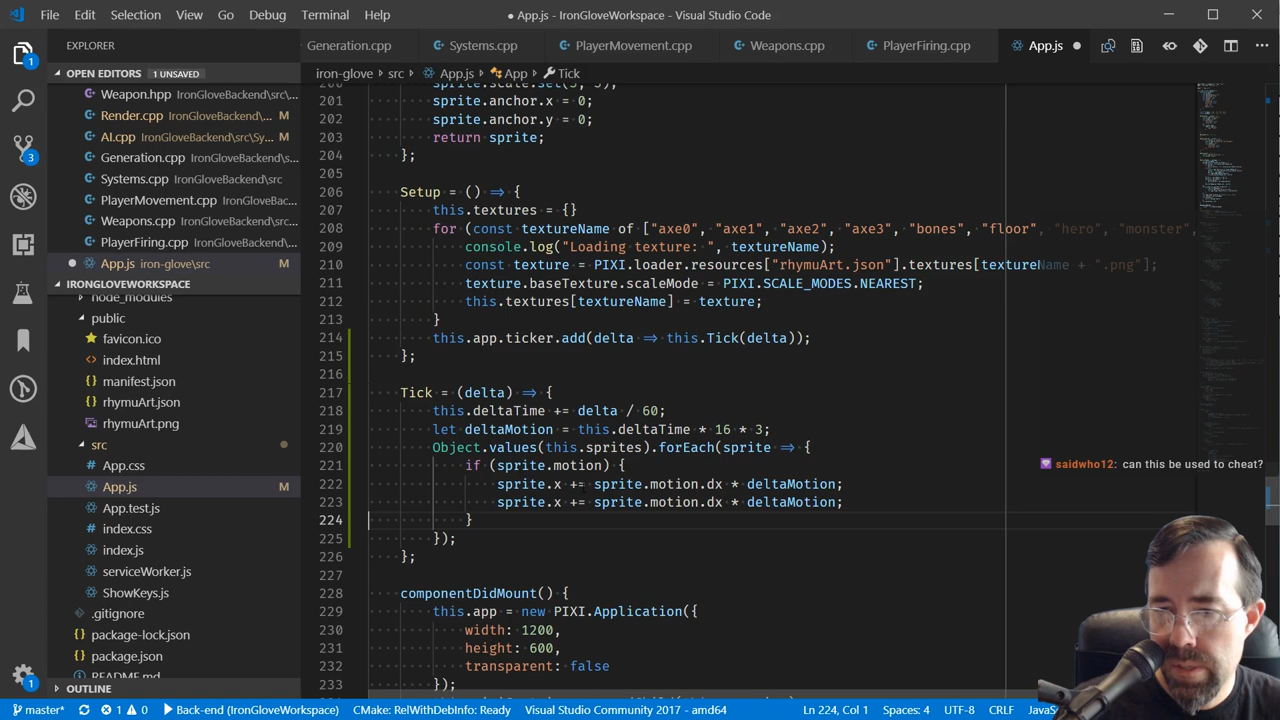 File Edit Selection View Go Debug Terminal Help ● App.js - IronGloveWorkspace - Visual Studio Code
EXPLORER
Generation.cpp Systems.cpp PlayerMovement.cpp Weapons.cpp PlayerFiring.cpp App.js
OPEN EDITORS 1 UNSAVED
iron-glove > src > App.js > App > Tick
Weapon.hpp IronGloveBackend\src\...
Render.cpp IronGloveBackend\... M
AI.cpp IronGloveBackend\src\Sy... M
Generation.cpp IronGloveBackend\...
Systems.cpp IronGloveBackend\src
PlayerMovement.cpp IronGloveBack...
Weapons.cpp IronGloveBackend\src...
PlayerFiring.cpp IronGloveBackend\...
App.js iron-glove\src M
IRONGLOVEWORKSPACE
node_modules
public
favicon.ico
index.html
manifest.json
rhymuArt.json
rhymuArt.png
src
App.css
App.js M
App.test.js
index.css
index.js
serviceWorker.js
ShowKeys.js
.gitignore
package-lock.json
package.json
README.md
OUTLINE
201 sprite.anchor.x = 0;
202 sprite.anchor.y = 0;
203 return sprite;
204 };
205
206 Setup = () => {
207 this.textures = {}
208 for (const textureName of ["axe0", "axe1", "axe2", "axe3", "bones", "floor", "hero", "monster",
209 console.log("Loading texture: ", textureName);
210 const texture = PIXI.loader.resources["rhymuArt.json"].textures[textureName + ".png"];
211 texture.baseTexture.scaleMode = PIXI.SCALE_MODES.NEAREST;
212 this.textures[textureName] = texture;
213 }
214 this.app.ticker.add(delta => this.Tick(delta));
215 };
216
217 Tick = (delta) => {
218 this.deltaTime += delta / 60;
219 let deltaMotion = this.deltaTime * 16 * 3;
220 Object.values(this.sprites).forEach(sprite => {
221 if (sprite.motion) {
222 sprite.x += sprite.motion.dx * deltaMotion;
223 sprite.x += sprite.motion.dx * deltaMotion;
224 }
225 });
226 };
227
228 componentDidMount() {
229 this.app = new PIXI.Application({
230 width: 1200,
231 height: 600,
232 transparent: false
233 });
saidwho12: can this be used to cheat?
master* 1 0 Back-end (IronGloveWorkspace) CMake: RelWithDebInfo: Ready Visual Studio Community 2017 - amd64 Ln 224, Col 1 Spaces: 4 UTF-8 CRLF JavaS